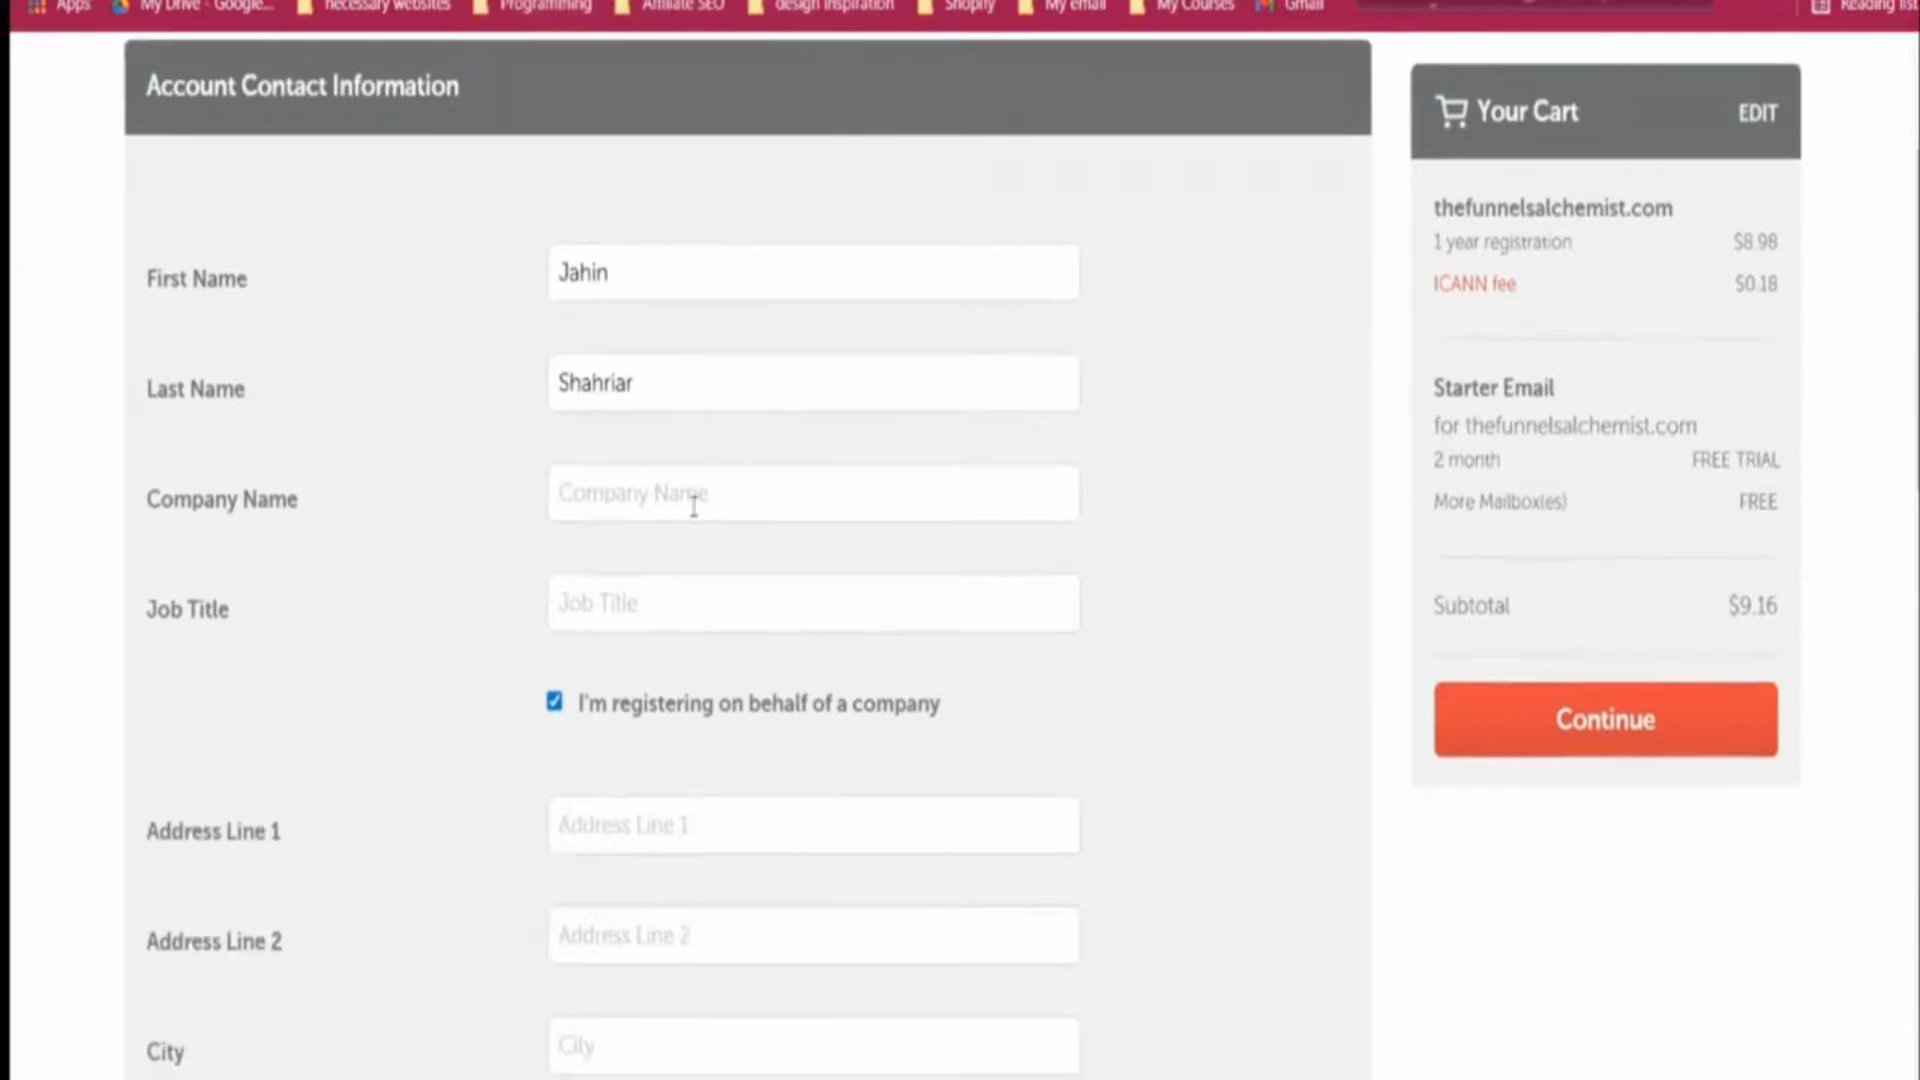 Apps My Drive - Google... necessary websites Programming Affiliate SEO design inspiration Shopify My email My Courses Gmail Reading list
Account Contact Information
First Name
Jahin
Last Name
Shahriar
Company Name
Company Name
Job Title
Job Title
I'm registering on behalf of a company
Address Line 1
Address Line 1
Address Line 2
Address Line 2
City
City
Your Cart EDIT
thefunnelsalchemist.com
1 year registration $8.98
ICANN fee $0.18
Starter Email
for thefunnelsalchemist.com
2 month FREE TRIAL
More Mailbox(es) FREE
Subtotal $9.16
Continue